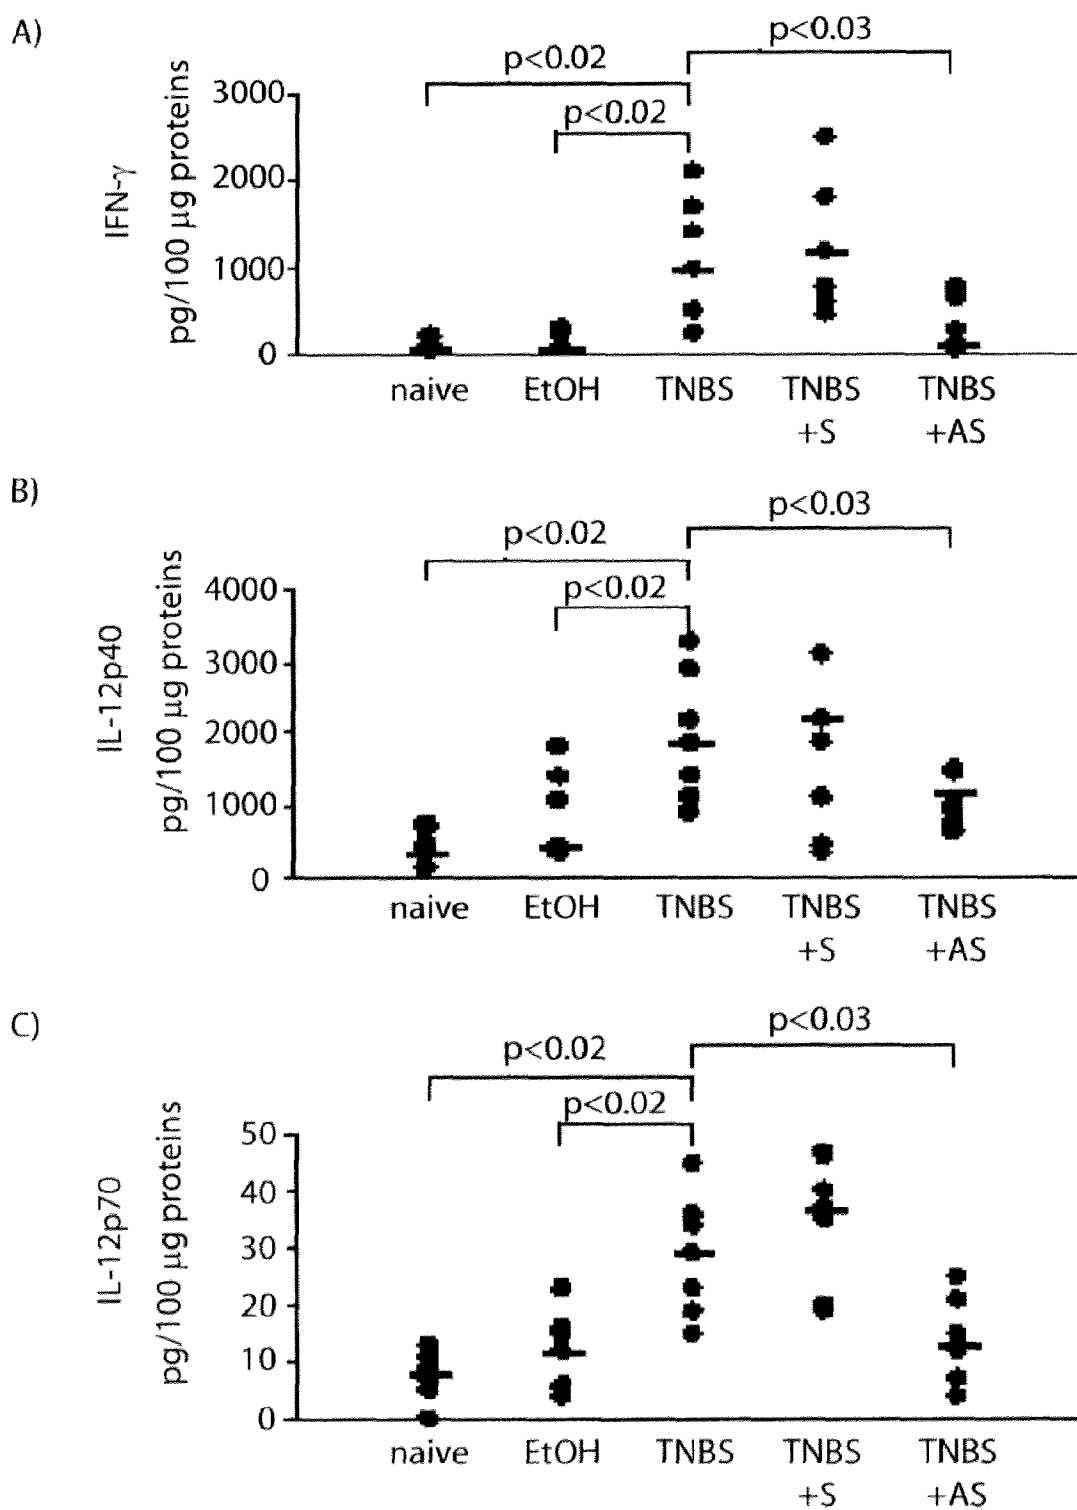 A)
p<0.03
p<0.02
p<0.02
IFN-γ
pg/100 µg proteins
3000
2000
1000
0
naive EtOH TNBS TNBS TNBS
+S +AS
B)
p<0.03
p<0.02
p<0.02
IL-12p40
pg/100 µg proteins
4000
3000
2000
1000
0
naive EtOH TNBS TNBS TNBS
+S +AS
C)
p<0.03
p<0.02
p<0.02
IL-12p70
pg/100 µg proteins
50
40
30
20
10
0
naive EtOH TNBS TNBS TNBS
+S +AS